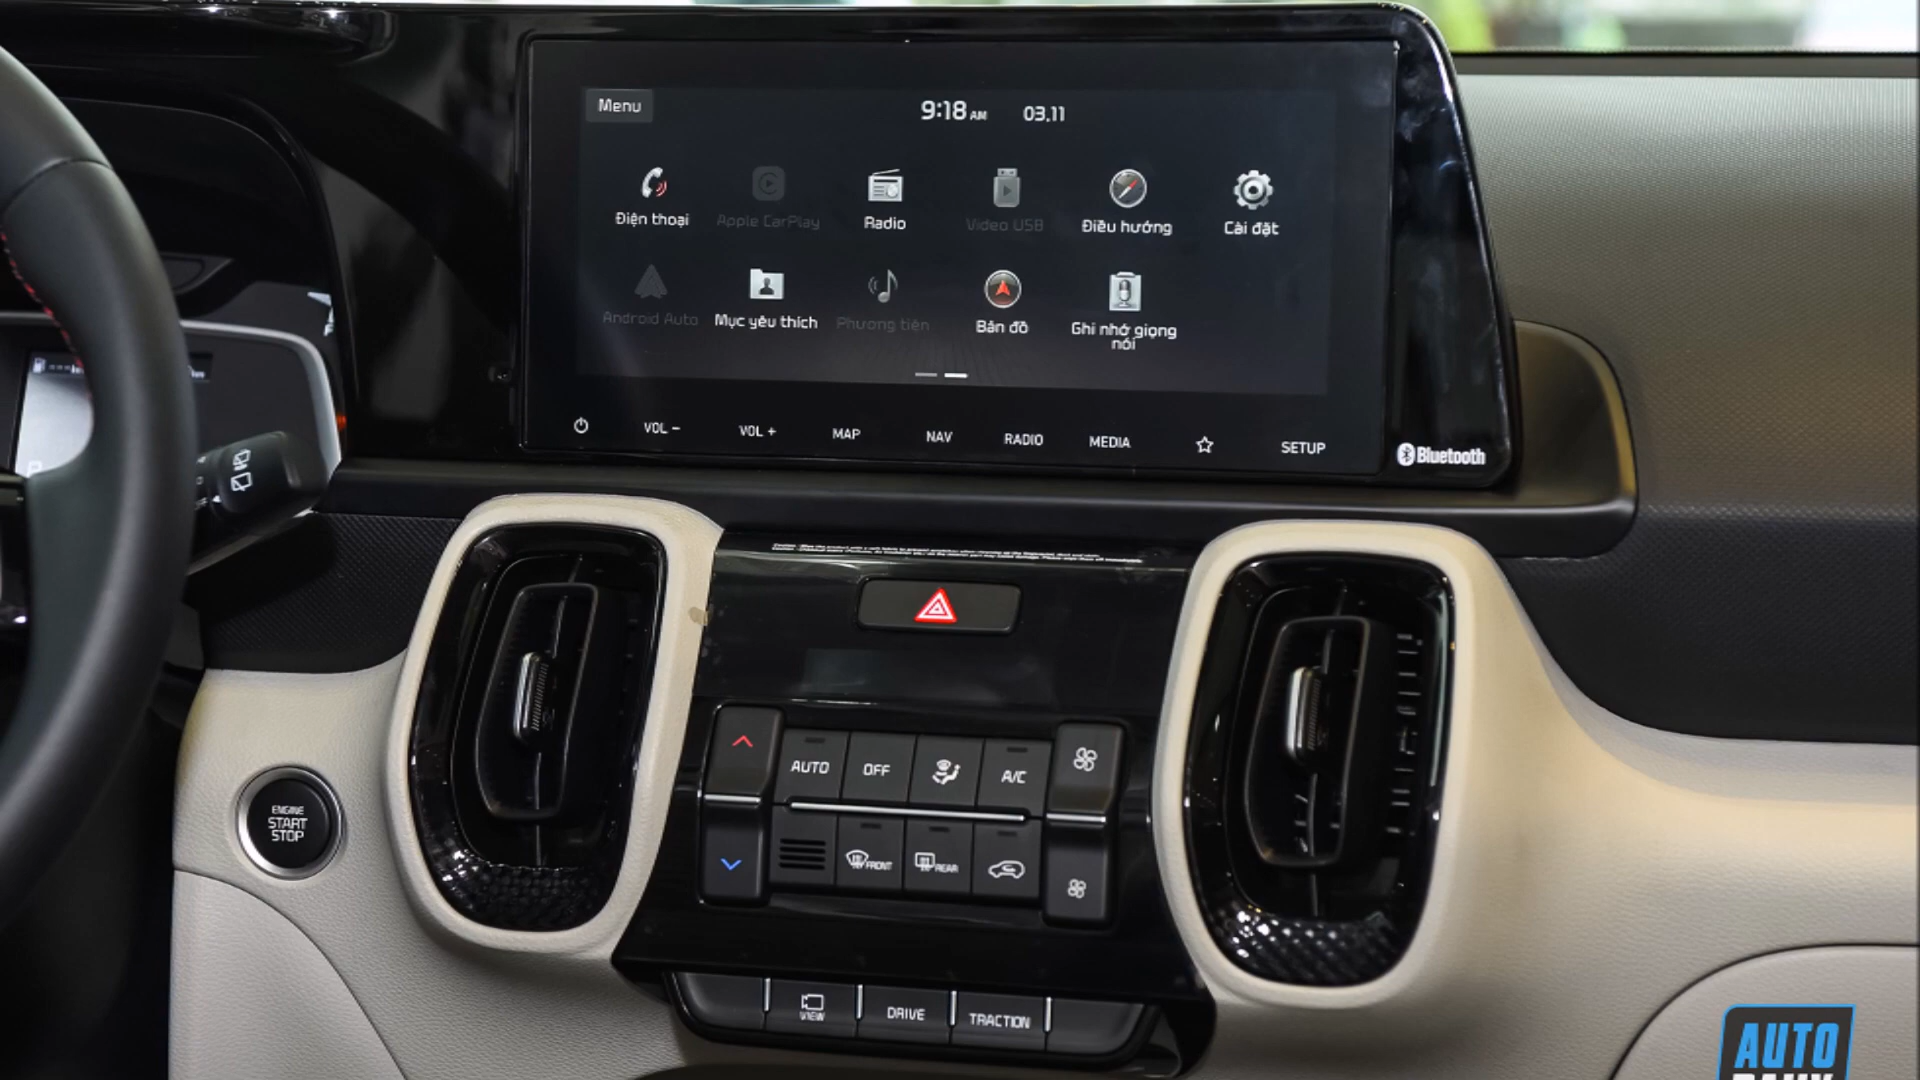 Menu
9:18 AM 03.11
Điện thoại
Apple CarPlay
Radio
Video USB
Điều hướng
Cài đặt
Android Auto
Mục yêu thích
Phương tiện
Bản đồ
Ghi nhớ giọng
nói
VOL -
VOL +
MAP
NAV
RADIO
MEDIA
SETUP
Bluetooth
AUTO
OFF
A/C
FRONT
REAR
ENGINE
START
STOP
VIEW
DRIVE
TRACTION
AUTO